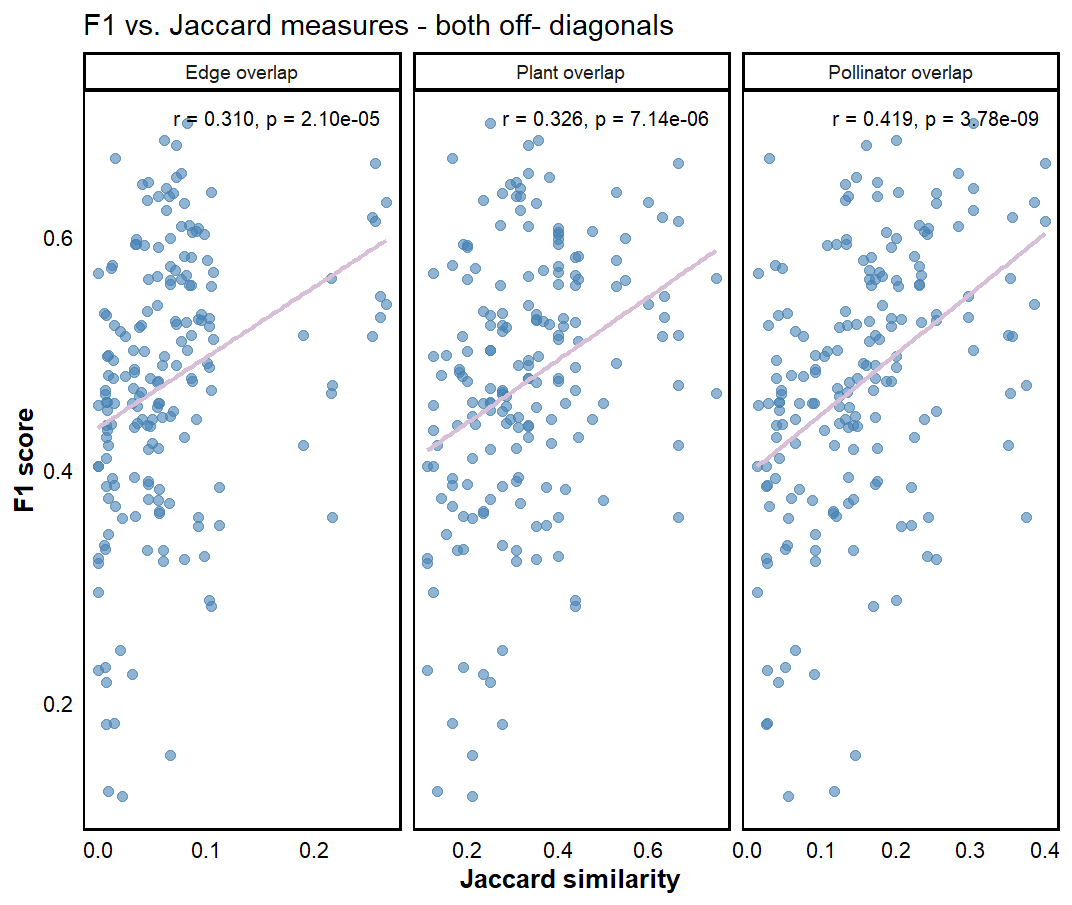 F1 vs. Jaccard measures - both off- diagonals
Edge overlap
Plant overlap
Pollinator overlap
r = 0.310, p = 2.10e-05
r = 0.326, p = 7.14e-06
r = 0.419, p = 3.78e-09
F1 score
0.6
0.4
0.2
0.0 0.1 0.2
0.2 0.4 0.6
0.0 0.1 0.2 0.3 0.4
Jaccard similarity